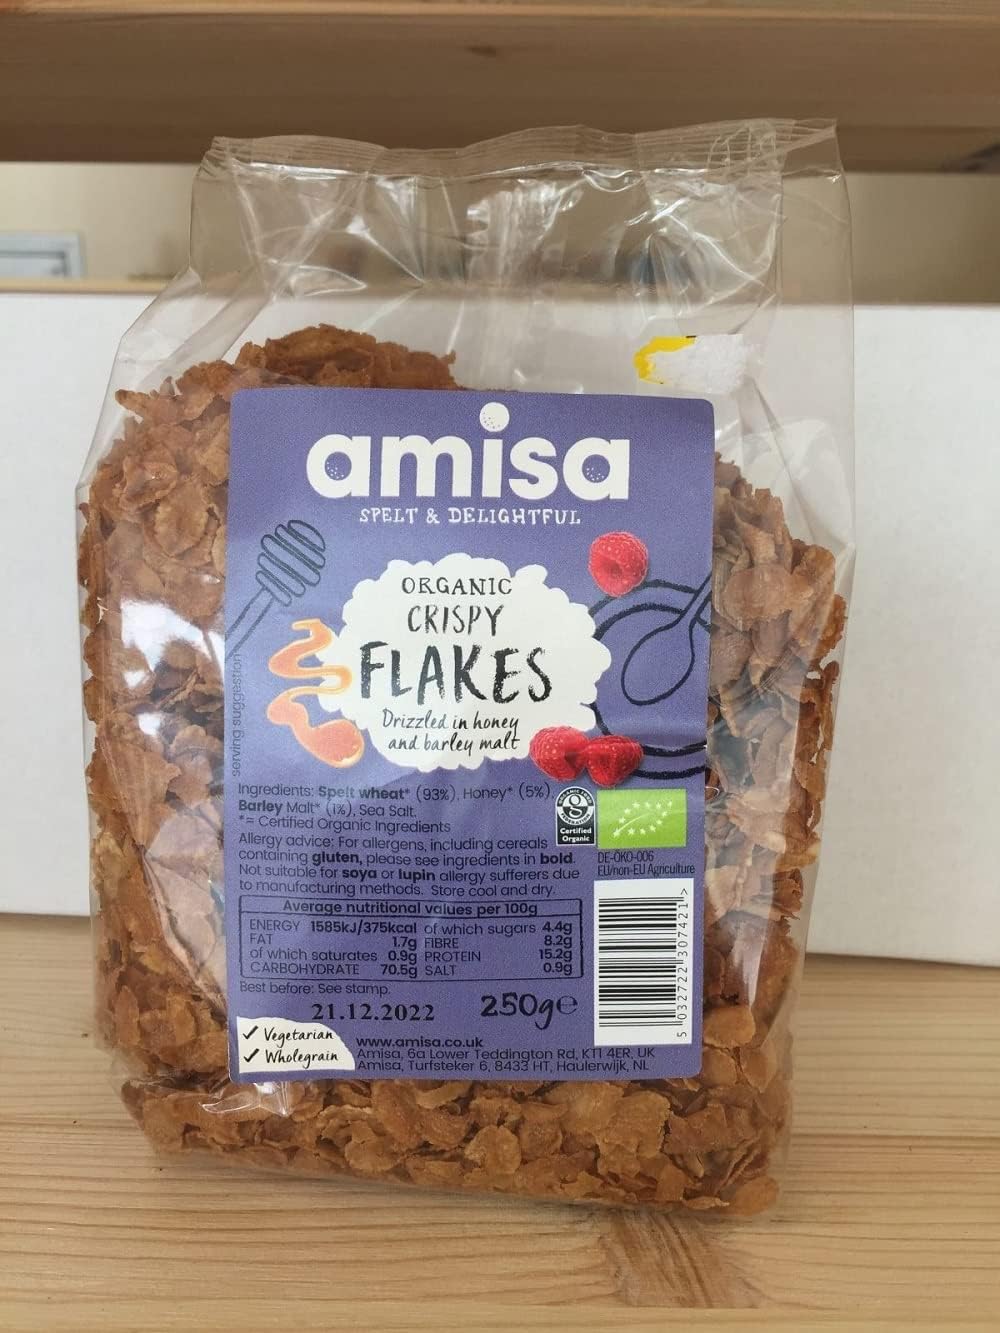 amisa
SPELT & DELIGHTFUL
ORGANIC
CRISPY
FLAKES
Drizzled in honey
and barley malt
serving suggestion
Ingredients: Spelt wheat* (93%), Honey* (5%)
Barley Malt* (1%), Sea Salt.
*= Certified Organic Ingredients
Allergy advice: For allergens, including cereals
containing gluten, please see ingredients in bold.
Not suitable for soya or lupin allergy sufferers due
to manufacturing methods. Store cool and dry.
Certified
Organic
DE-ÖKO-006
EU/non-EU Agriculture
Average nutritional values per 100g
ENERGY 1585kJ/375kcal of which sugars 4.4g
FAT 1.7g FIBRE 8.2g
of which saturates 0.9g PROTEIN 15.2g
CARBOHYDRATE 70.5g SALT 0.9g
Best before: See stamp.
21.12.2022
250g℮
5 032722 307421 >
✓ Vegetarian
✓ Wholegrain
www.amisa.co.uk
Amisa, 6a Lower Teddington Rd, KT1 4ER, UK
Amisa, Turfsteker 6, 8433 HT, Haulerwijk, NL